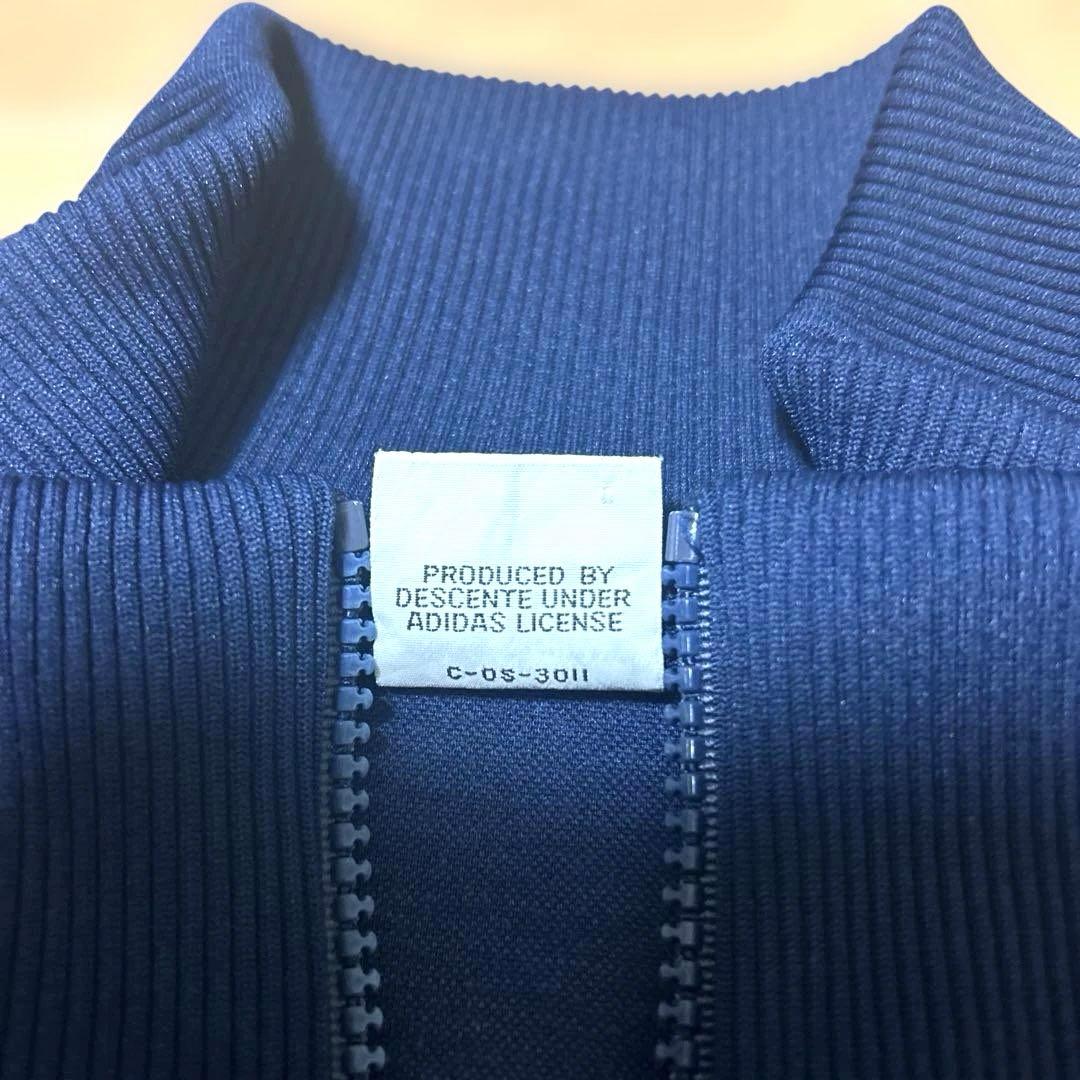 PRODUCED BY
DESCENTE UNDER
ADIDAS LICENSE
C-OS-3011